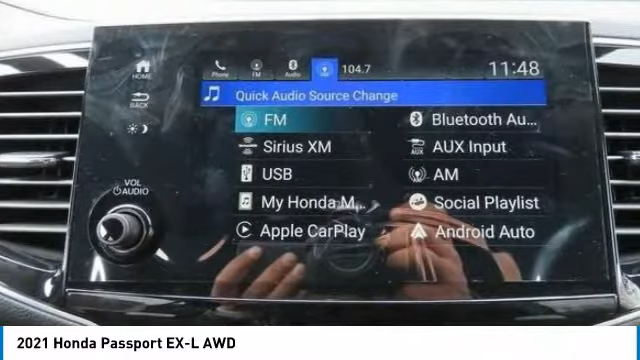 Phone FM Audio 104.7 11:48
HOME
Quick Audio Source Change
BACK
FM Bluetooth Au...
Sirius XM AUX Input
USB AM
VOL
AUDIO
My Honda M... Social Playlist
Apple CarPlay Android Auto
2021 Honda Passport EX-L AWD